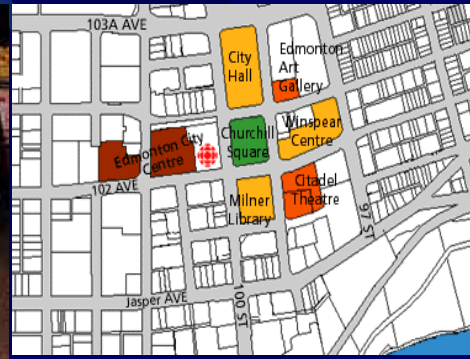 103A AVE
City
Hall
Edmonton
Art
Gallery
Edmonton City
Centre
Churchill
Square
Winspear
Centre
102 AVE
Milner
Library
Citadel
Theatre
97 ST
Jasper AVE
100 ST